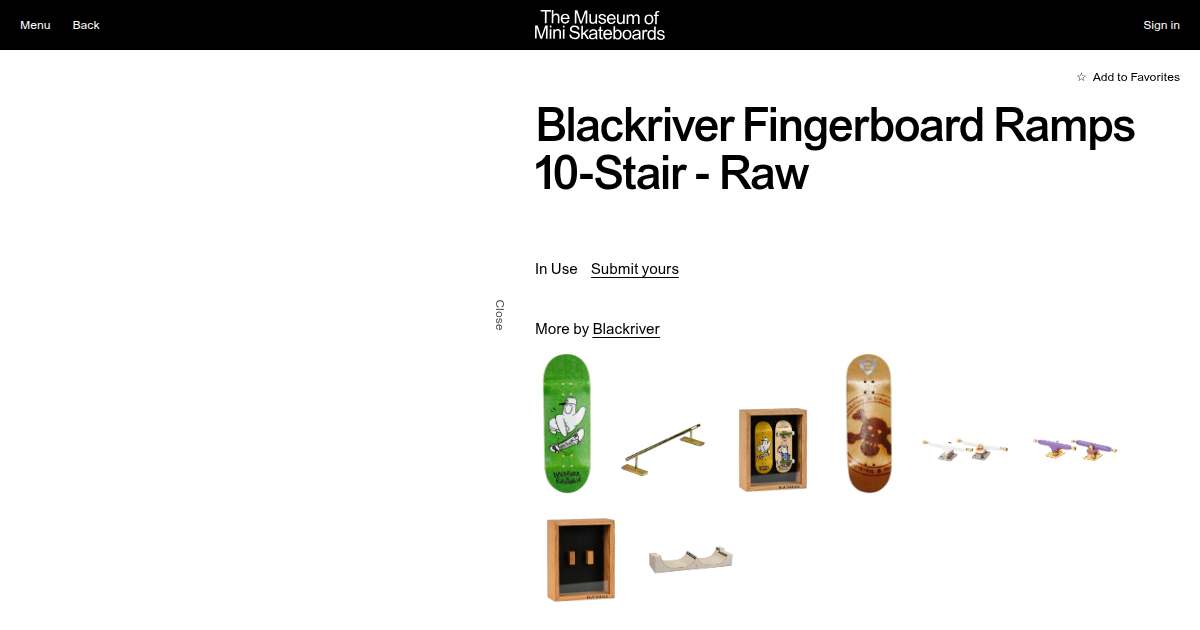 Menu
Back
The Museum of
Mini Skateboards
Sign in
☆ Add to Favorites
Blackriver Fingerboard Ramps
10-Stair - Raw
In Use
Submit yours
Close
More by Blackriver